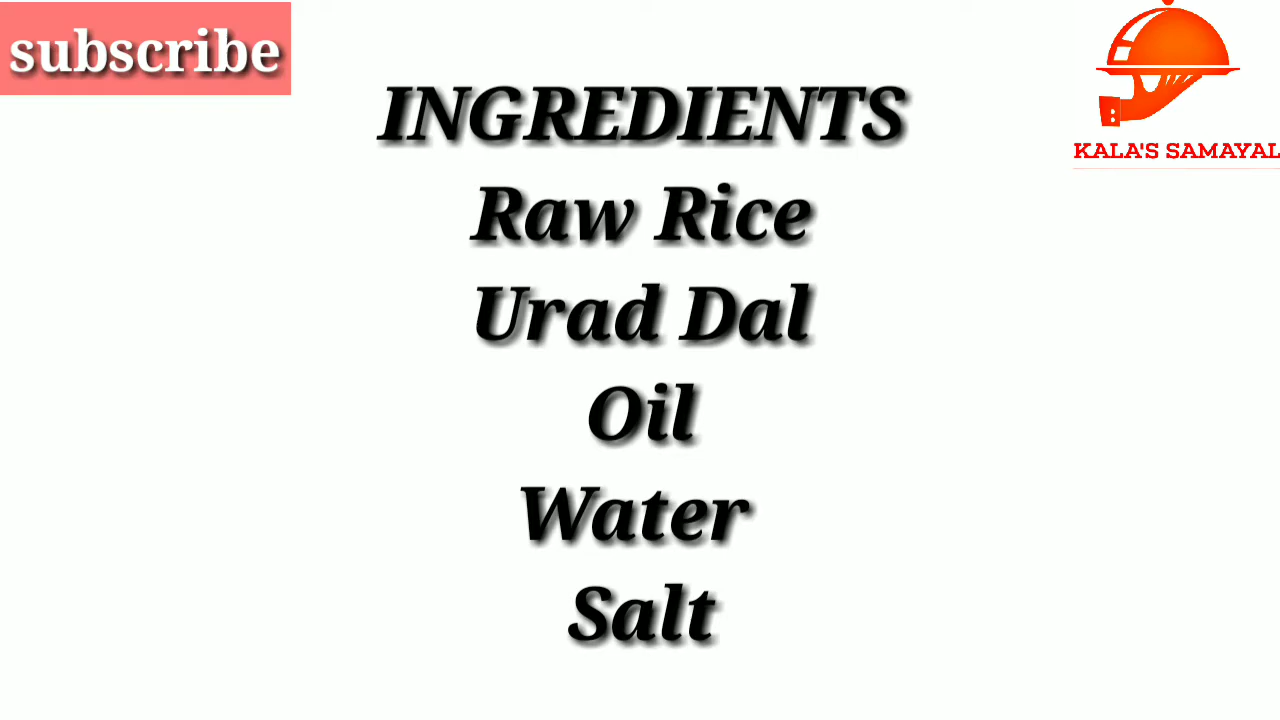 subscribe
INGREDIENTS
KALA'S SAMAYAL
Raw Rice
Urad Dal
Oil
Water
Salt